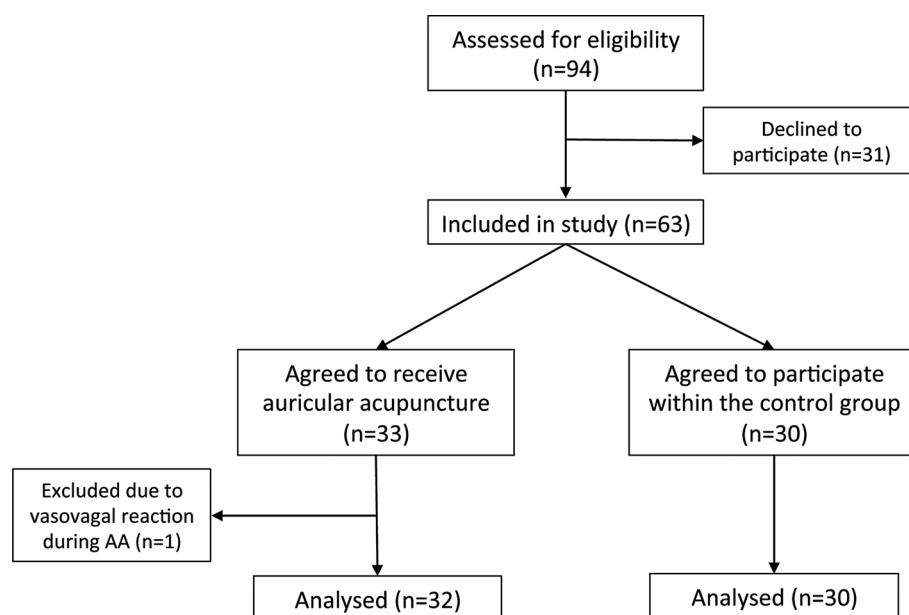 Assessed for eligibility
(n=94)
Declined to
participate (n=31)
Included in study (n=63)
Agreed to receive
auricular acupuncture
(n=33)
Agreed to participate
within the control group
(n=30)
Excluded due to
vasovagal reaction
during AA (n=1)
Analysed (n=32)
Analysed (n=30)